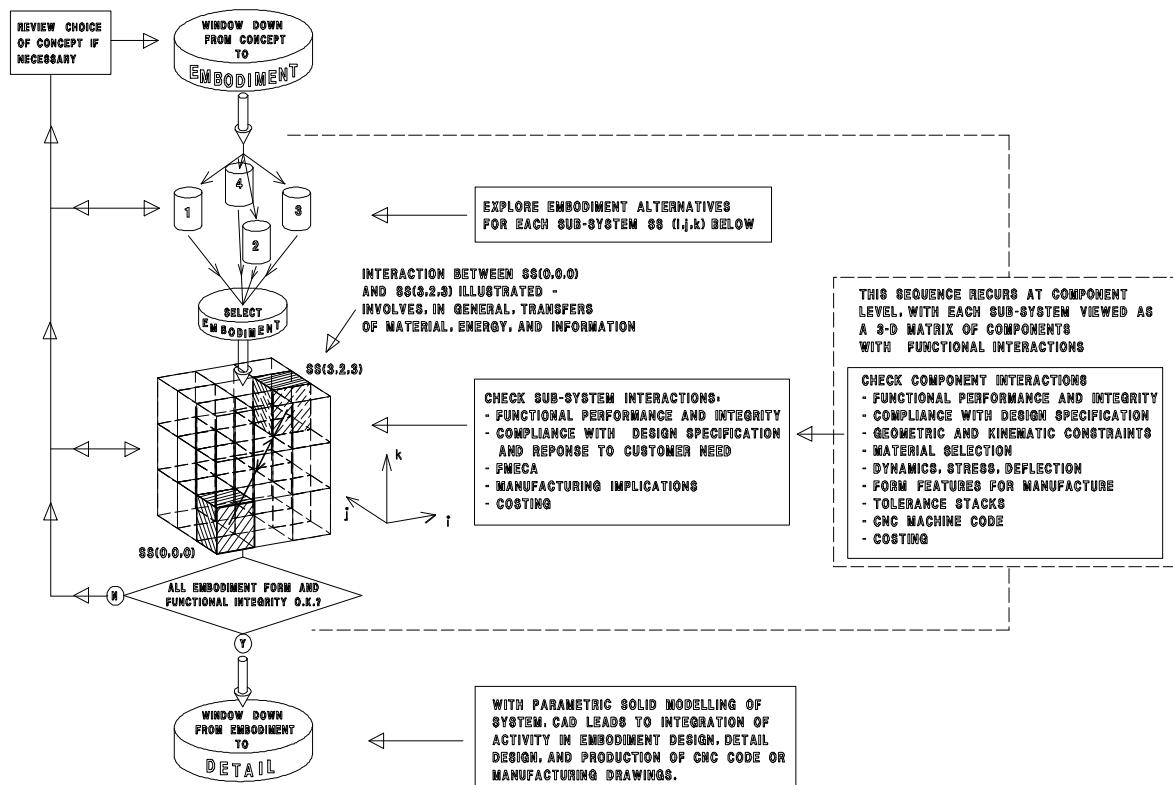 REVIEW CHOICE
OF CONCEPT IF
NECESSARY
WINDOW DOWN
FROM CONCEPT
TO
EMBODIMENT
1
4
3
2
EXPLORE EMBODIMENT ALTERNATIVES
FOR EACH SUB-SYSTEM SS (i,j,k) BELOW
SELECT
EMBODIMENT
INTERACTION BETWEEN SS(0,0,0)
AND SS(3,2,3) ILLUSTRATED -
INVOLVES, IN GENERAL, TRANSFERS
OF MATERIAL, ENERGY, AND INFORMATION
SS(3,2,3)
THIS SEQUENCE RECURS AT COMPONENT
LEVEL, WITH EACH SUB-SYSTEM VIEWED AS
A 3-D MATRIX OF COMPONENTS
WITH FUNCTIONAL INTERACTIONS
CHECK SUB-SYSTEM INTERACTIONS:
- FUNCTIONAL PERFORMANCE AND INTEGRITY
- COMPLIANCE WITH DESIGN SPECIFICATION
AND REPONSE TO CUSTOMER NEED
- FMECA
- MANUFACTURING IMPLICATIONS
- COSTING
CHECK COMPONENT INTERACTIONS
- FUNCTIONAL PERFORMANCE AND INTEGRITY
- COMPLIANCE WITH DESIGN SPECIFICATION
- GEOMETRIC AND KINEMATIC CONSTRAINTS
- MATERIAL SELECTION
- DYNAMICS, STRESS, DEFLECTION
- FORM FEATURES FOR MANUFACTURE
- TOLERANCE STACKS
- CNC MACHINE CODE
- COSTING
k
j
i
SS(0,0,0)
ALL EMBODIMENT FORM AND
FUNCTIONAL INTEGRITY O.K.?
N
Y
WINDOW DOWN
FROM EMBODIMENT
TO
DETAIL
WITH PARAMETRIC SOLID MODELLING OF
SYSTEM, CAD LEADS TO INTEGRATION OF
ACTIVITY IN EMBODIMENT DESIGN, DETAIL
DESIGN, AND PRODUCTION OF CNC CODE OR
MANUFACTURING DRAWINGS.